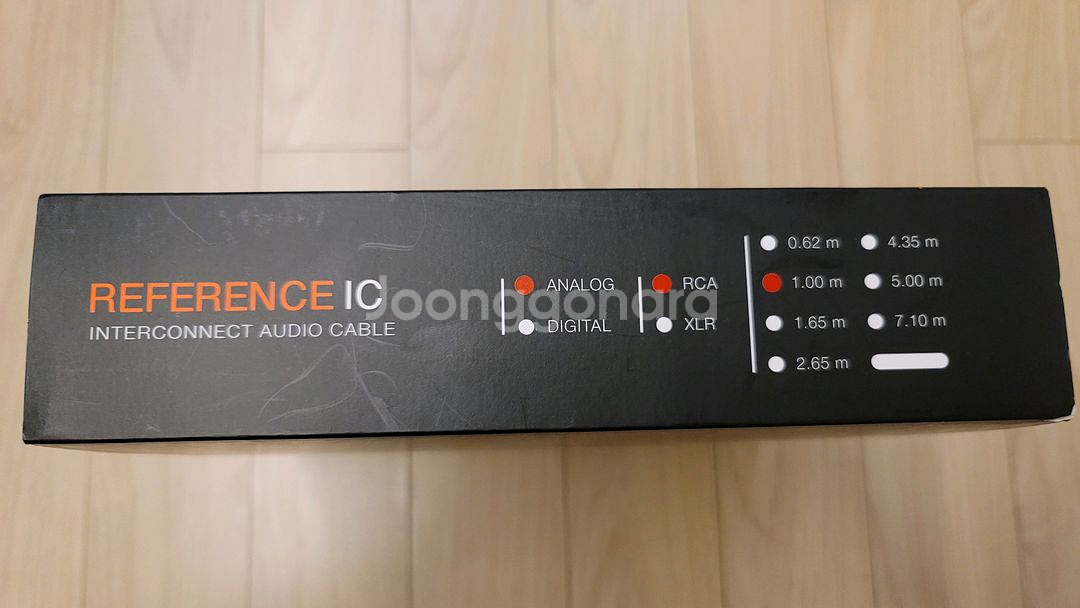 REFERENCE IC
INTERCONNECT AUDIO CABLE
ANALOG
DIGITAL
RCA
XLR
0.62 m
1.00 m
1.65 m
2.65 m
4.35 m
5.00 m
7.10 m
Joonggonara